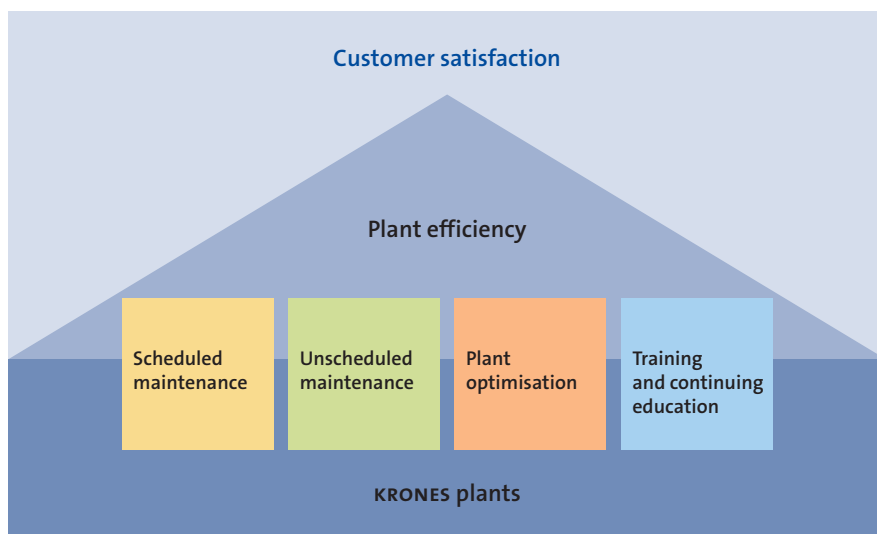 Customer satisfaction
Plant efficiency
Scheduled
maintenance
Unscheduled
maintenance
Plant
optimisation
Training
and continuing
education
KRONES plants